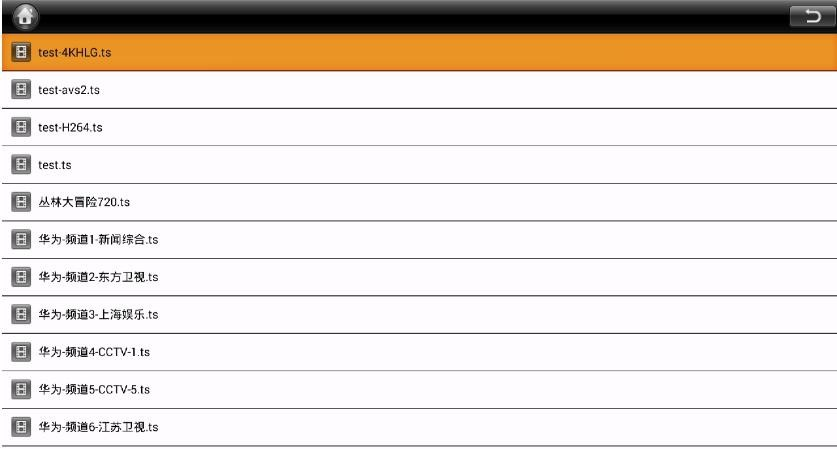 test-4KHLG.ts
test-avs2.ts
test-H264.ts
test.ts
丛林大冒险720.ts
华为-频道1-新闻综合.ts
华为-频道2-东方卫视.ts
华为-频道3-上海娱乐.ts
华为-频道4-CCTV-1.ts
华为-频道5-CCTV-5.ts
华为-频道6-江苏卫视.ts